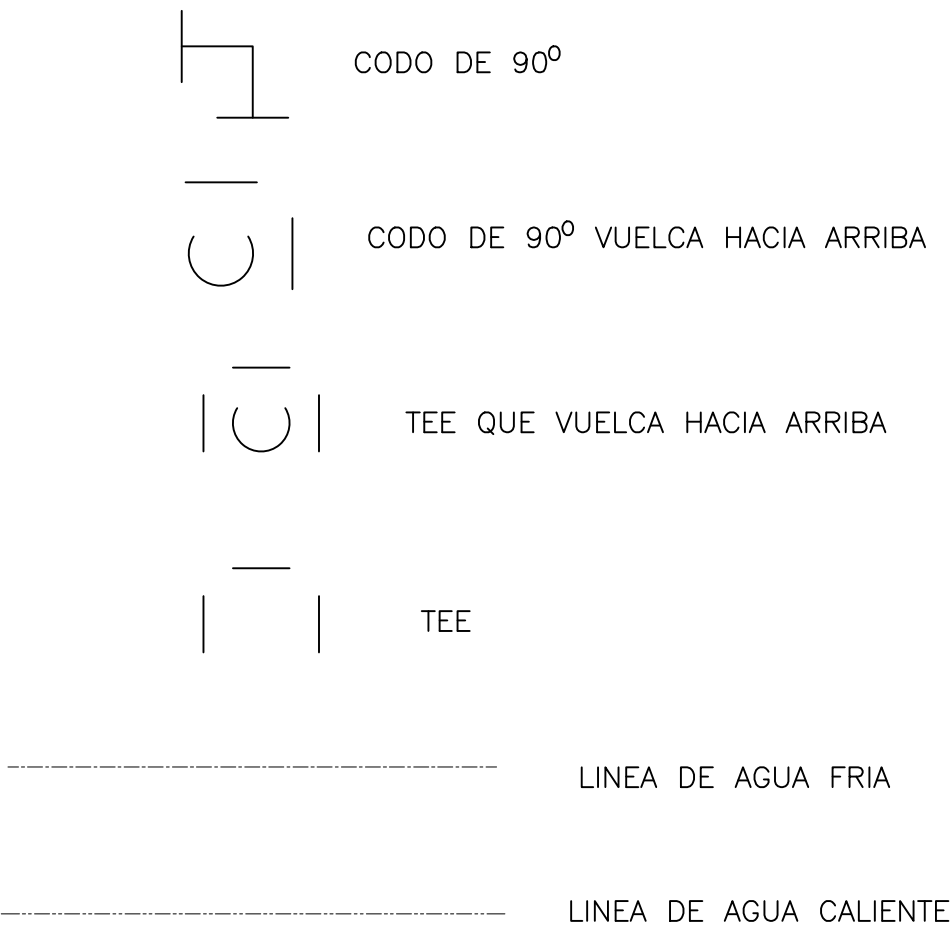 CODO DE 90º
CODO DE 90º VUELCA HACIA ARRIBA
TEE QUE VUELCA HACIA ARRIBA
TEE
LINEA DE AGUA FRIA
LINEA DE AGUA CALIENTE